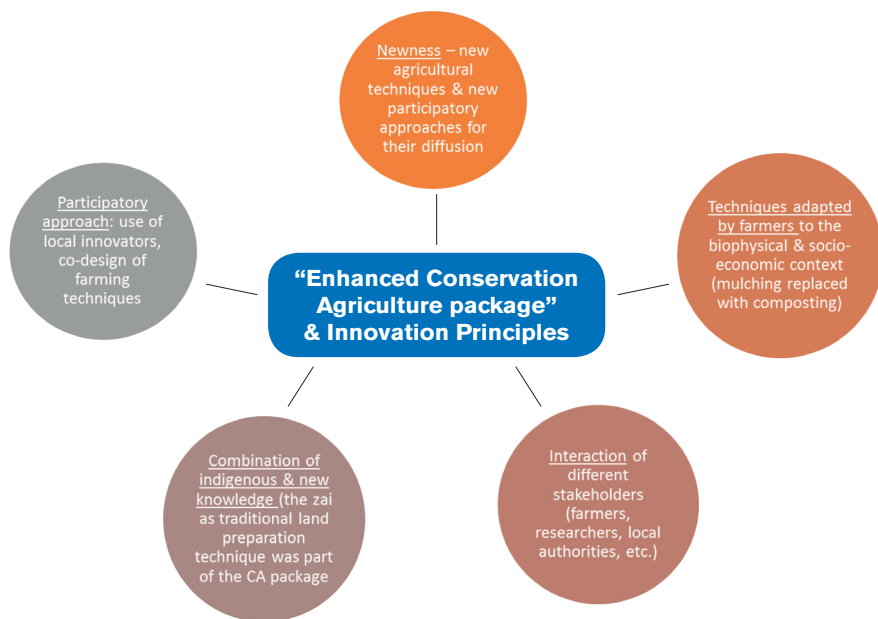 Newness – new
agricultural
techniques & new
participatory
approaches for
their diffusion
Participatory
approach: use of
local innovators,
co-design of
farming
techniques
Techniques adapted
by farmers to the
biophysical & socio-
economic context
(mulching replaced
with composting)
“Enhanced Conservation
Agriculture package”
& Innovation Principles
Combination of
indigenous & new
knowledge (the zai
as traditional land
preparation
technique was part
of the CA package
Interaction of
different
stakeholders
(farmers,
researchers, local
authorities, etc.)